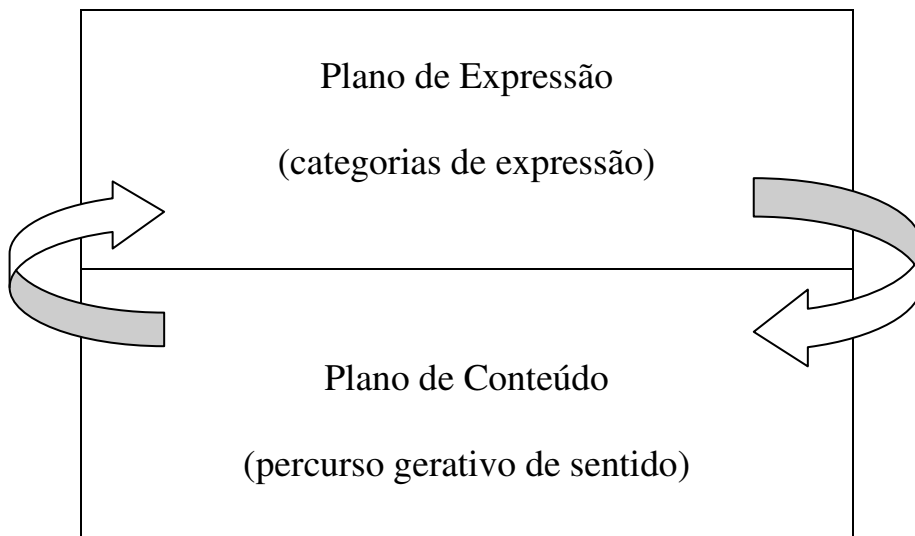 Plano de Expressão
(categorias de expressão)
Plano de Conteúdo
(percurso gerativo de sentido)